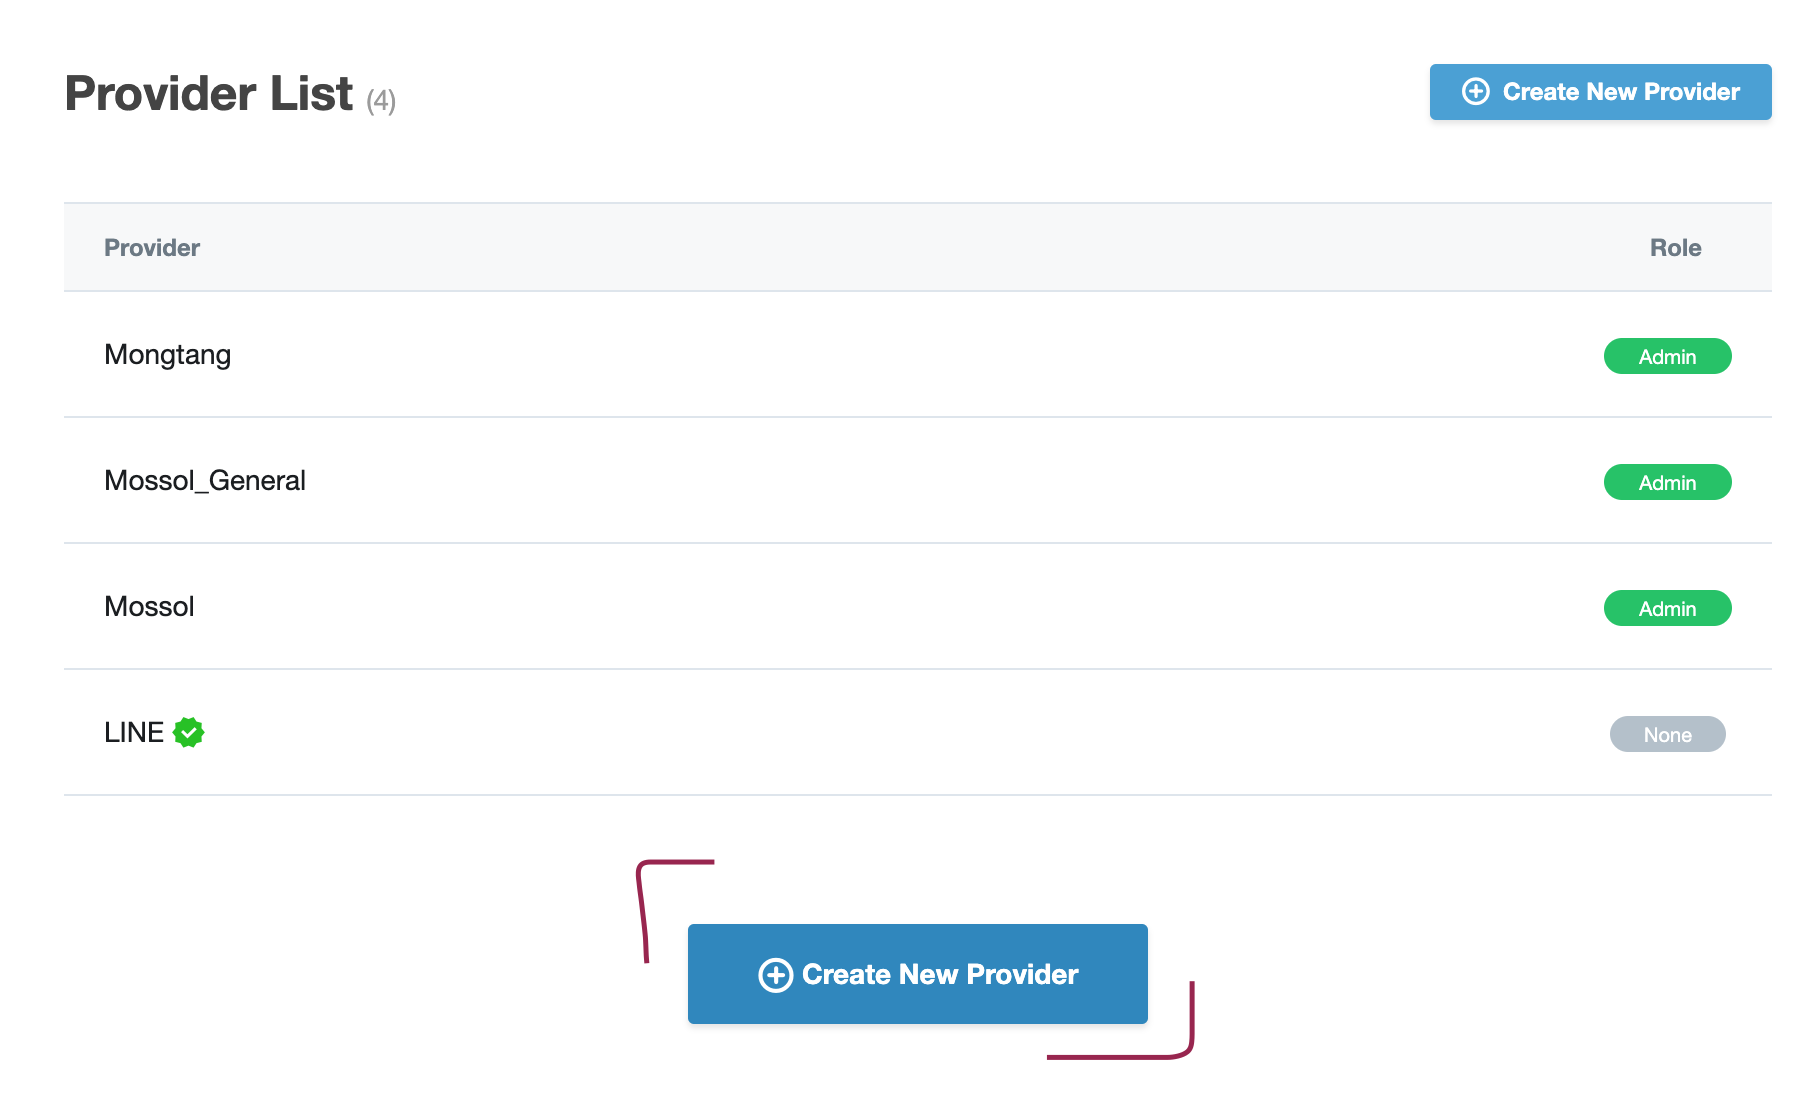 Provider List (4)
Create New Provider
Provider Role
Mongtang Admin
Mossol_General Admin
Mossol Admin
LINE None
Create New Provider